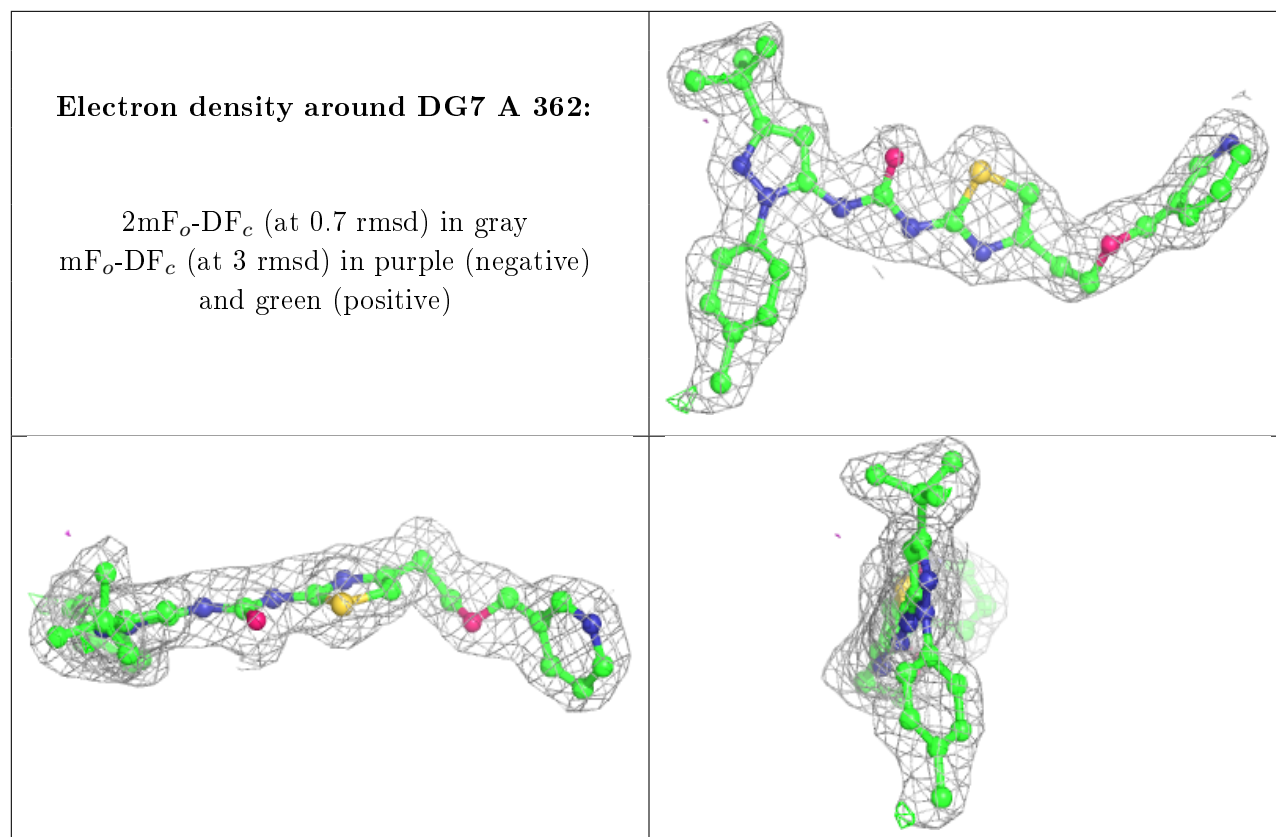 Electron density around DG7 A 362:
2mFo-DFc (at 0.7 rmsd) in gray
mFo-DFc (at 3 rmsd) in purple (negative)
and green (positive)